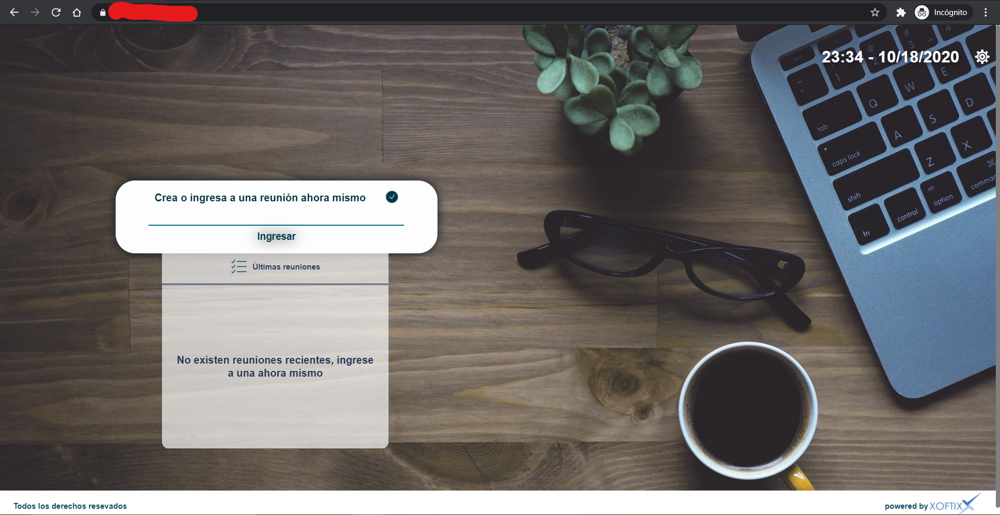 Incógnito
23:34 - 10/18/2020
Crea o ingresa a una reunión ahora mismo
Ingresar
Últimas reuniones
No existen reuniones recientes, ingrese
a una ahora mismo
esc
tab
caps lock
shift
fn
control
alt
option
Q
W
E
A
S
D
Z
X
Todos los derechos resevados
powered by XOFTIX